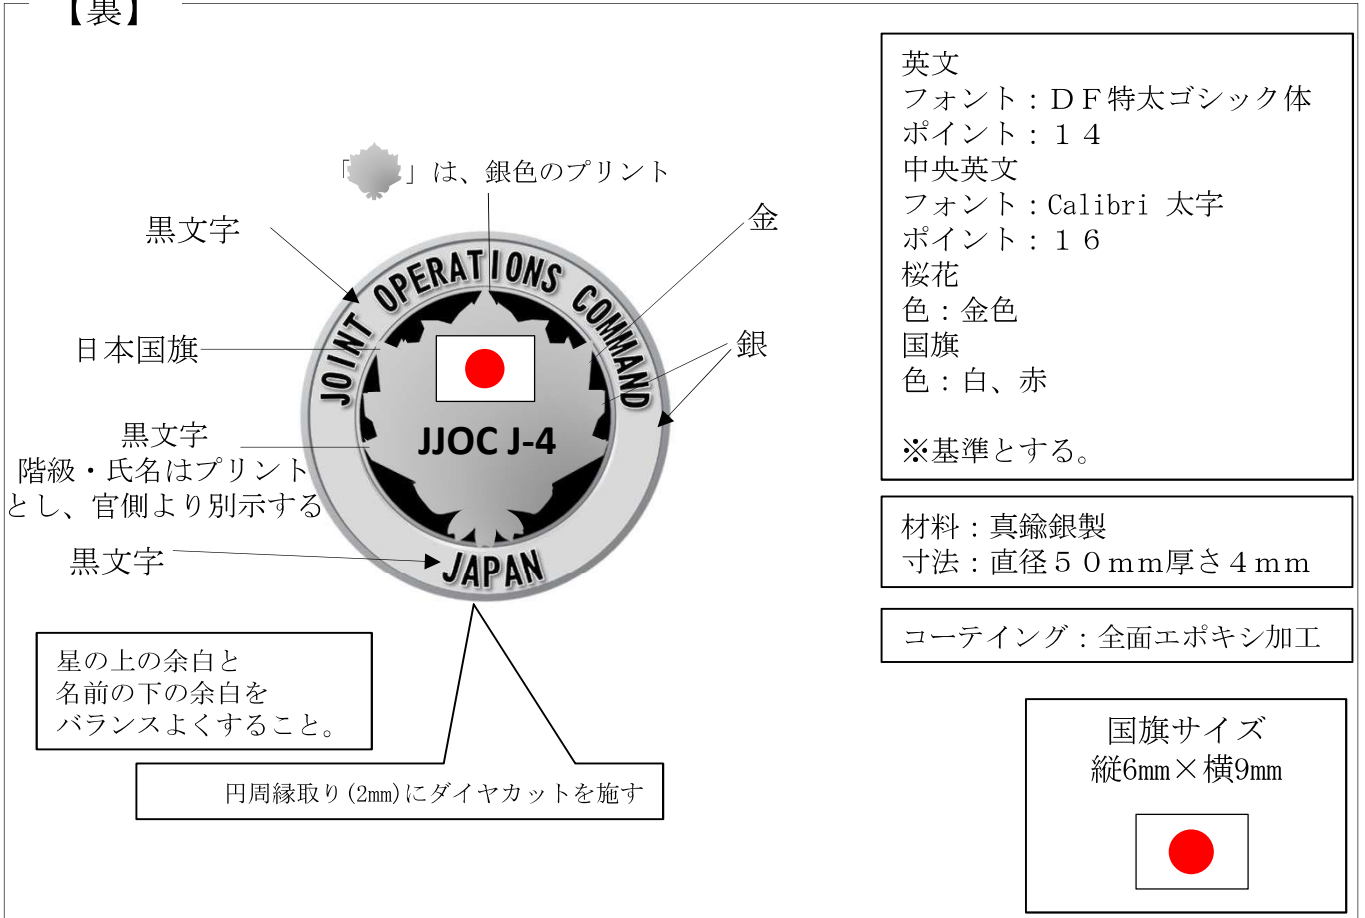 【裏】
「」は、銀色のプリント
黒文字
金
JOINT OPERATIONS COMMAND
日本国旗
銀
JJOC J-4
黒文字
階級・氏名はプリント
とし、官側より別示する
黒文字
JAPAN
星の上の余白と
名前の下の余白を
バランスよくすること。
円周縁取り(2mm)にダイヤカットを施す
英文
フォント：ＤＦ特太ゴシック体
ポイント：１４
中央英文
フォント：Calibri 太字
ポイント：１６
桜花
色：金色
国旗
色：白、赤
※基準とする。
材料：真鍮銀製
寸法：直径５０mm厚さ４mm
コーテイング：全面エポキシ加工
国旗サイズ
縦6mm×横9mm